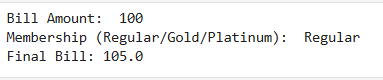 Bill Amount:  100
Membership (Regular/Gold/Platinum):  Regular
Final Bill: 105.0